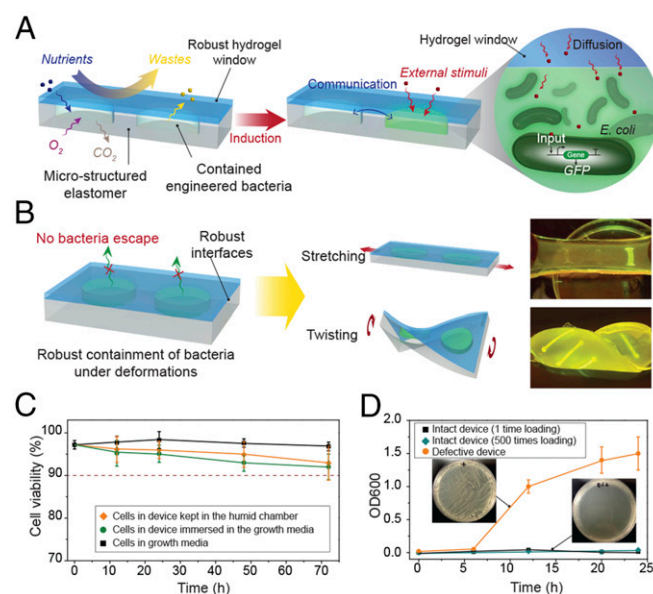 A
Nutrients
Wastes
Robust hydrogel
window
O2
CO2
Micro-structured
elastomer
Contained
engineered bacteria
Induction
Communication
External stimuli
Hydrogel window
Diffusion
E. coli
Input
Gene
GFP
B
No bacteria escape
Robust
interfaces
Robust containment of bacteria
under deformations
Stretching
Twisting
C
Cell viability (%)
100
90
80
70
Cells in device kept in the humid chamber
Cells in device immersed in the growth media
Cells in growth media
0 10 20 30 40 50 60 70
Time (h)
D
OD600
2.0
1.5
1.0
0.5
0.0
Intact device (1 time loading)
Intact device (500 times loading)
Defective device
0 5 10 15 20 25
Time (h)